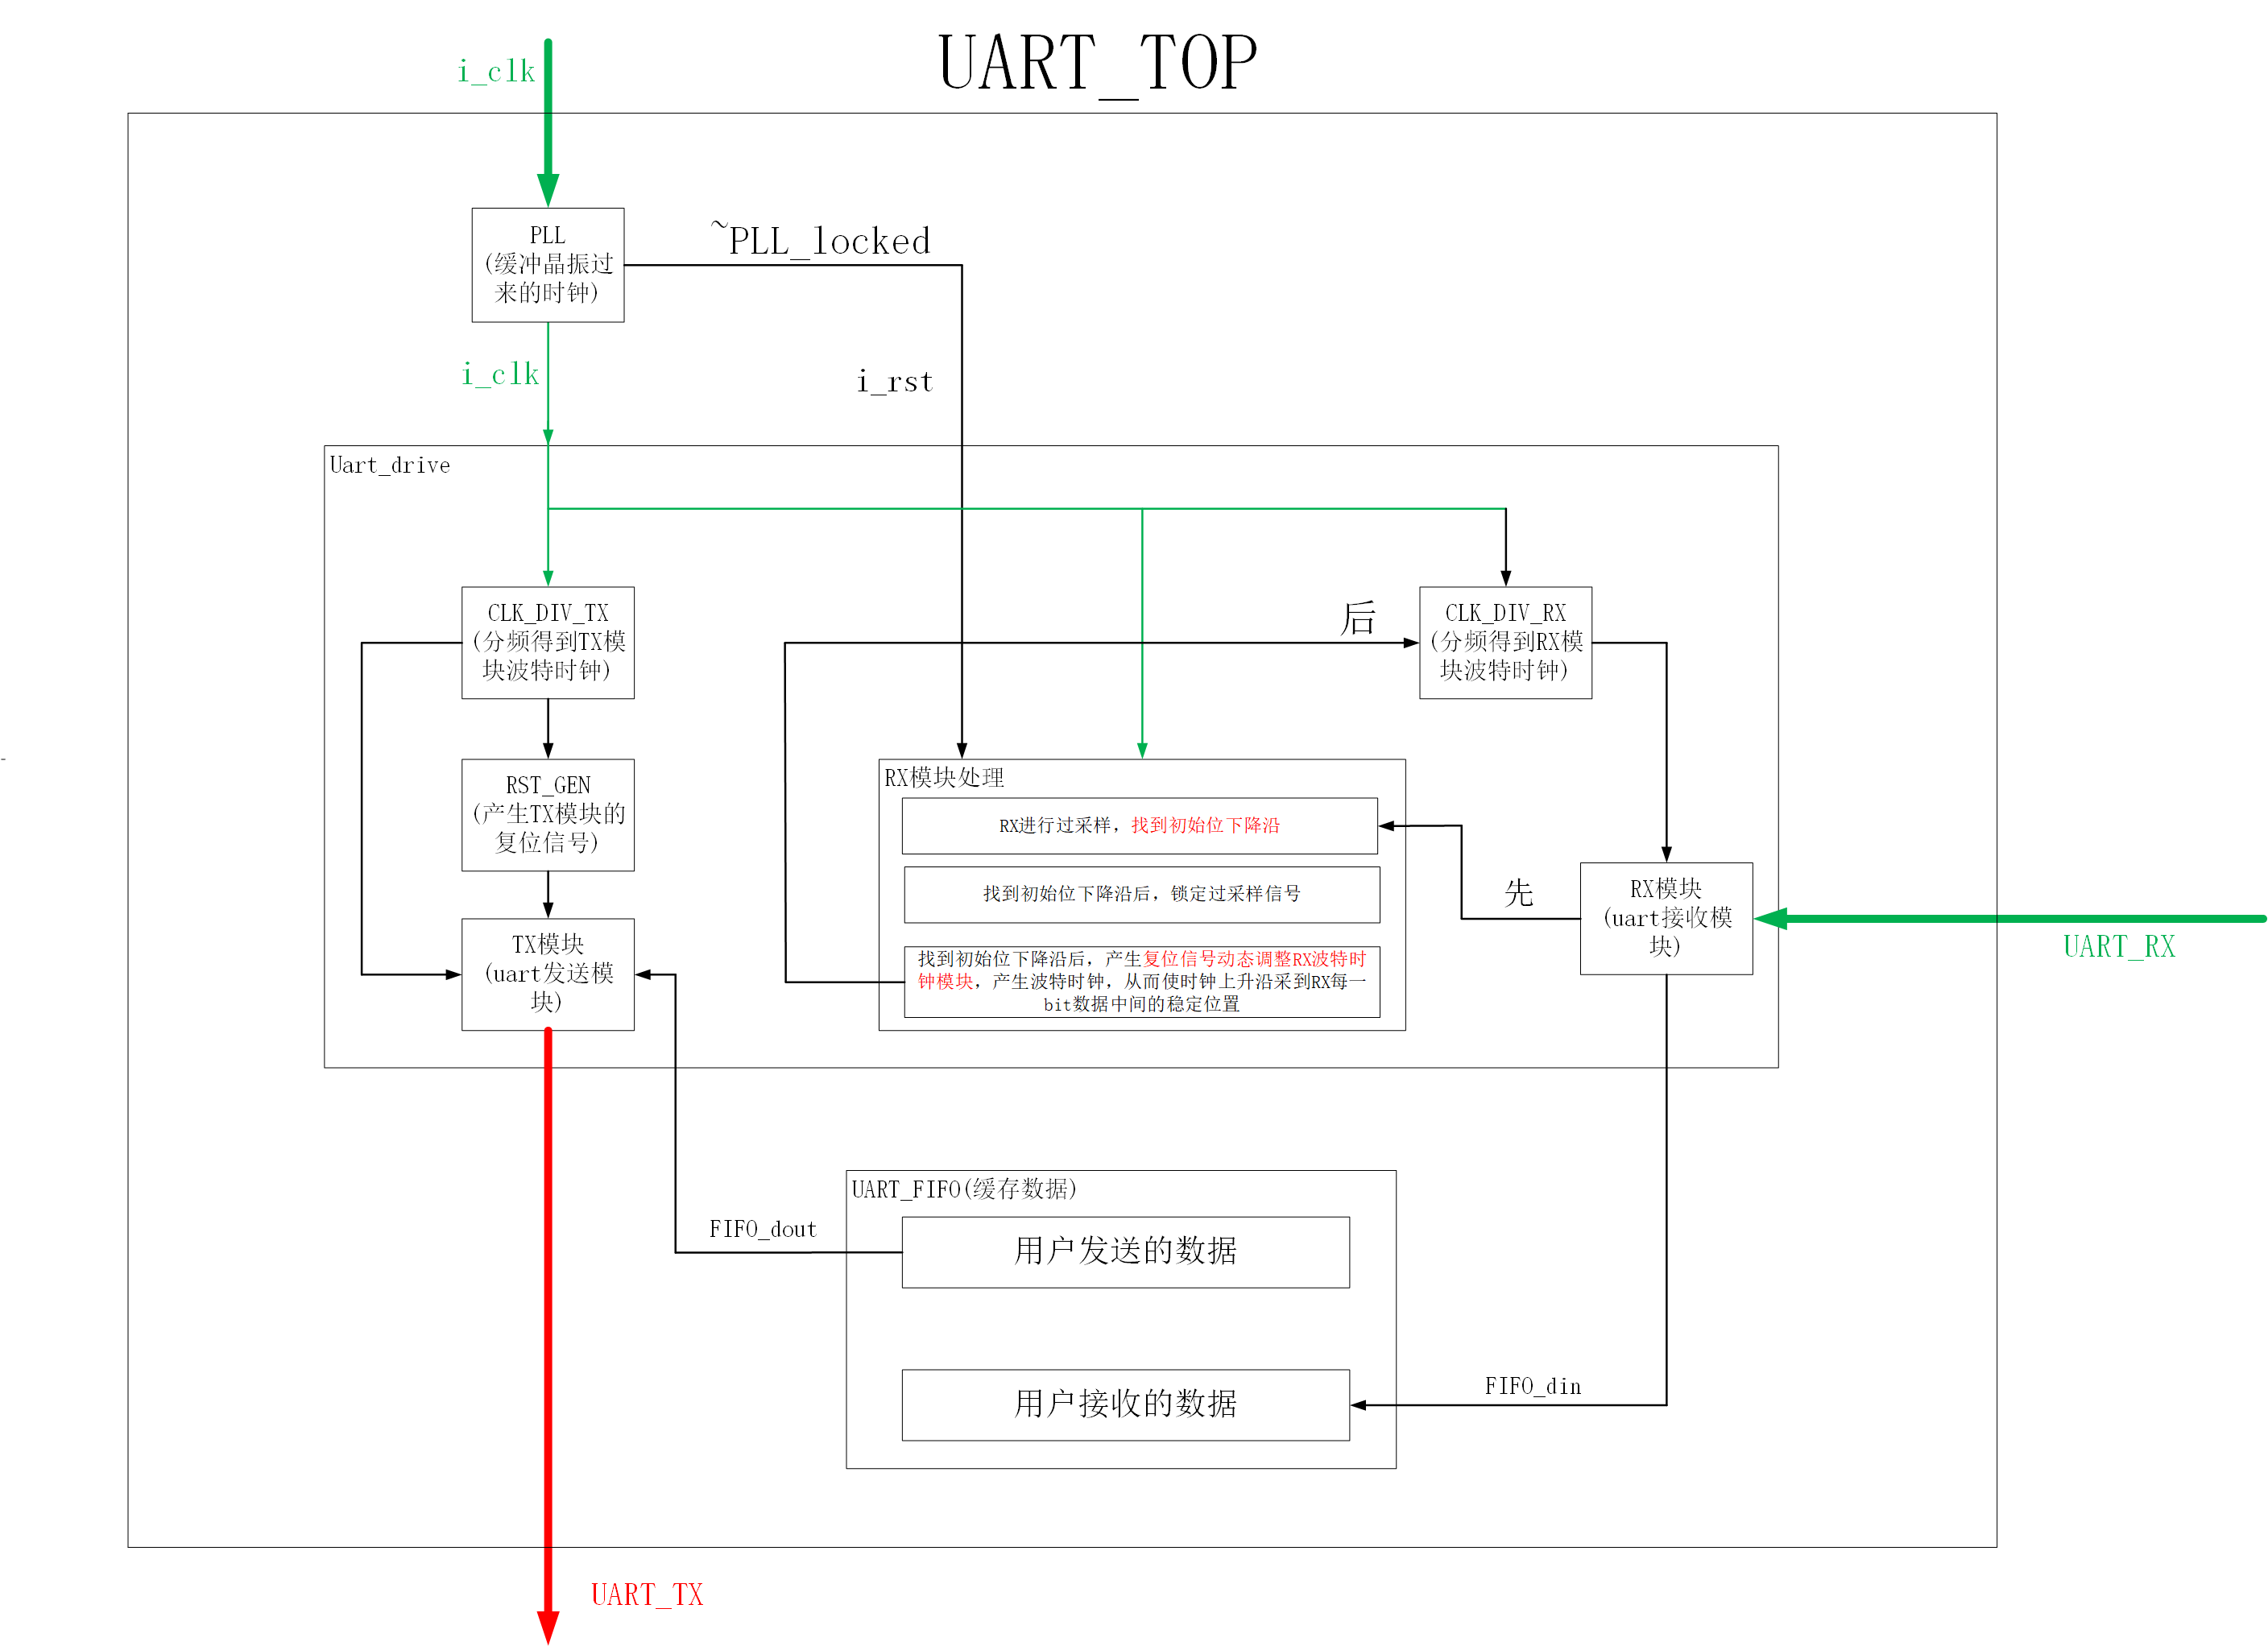 UART_TOP
i_clk
PLL
(缓冲晶振过
来的时钟)
~PLL_locked
i_clk
i_rst
Uart_drive
CLK_DIV_TX
(分频得到TX模
块波特时钟)
后
CLK_DIV_RX
(分频得到RX模
块波特时钟)
RST_GEN
(产生TX模块的
复位信号)
RX模块处理
RX进行过采样，找到初始位下降沿
找到初始位下降沿后，锁定过采样信号
找到初始位下降沿后，产生复位信号动态调整RX波特时
钟模块，产生波特时钟，从而使时钟上升沿采到RX每一
bit数据中间的稳定位置
先
RX模块
(uart接收模
块)
UART_RX
TX模块
(uart发送模
块)
UART_FIFO(缓存数据)
FIFO_dout
用户发送的数据
FIFO_din
用户接收的数据
UART_TX